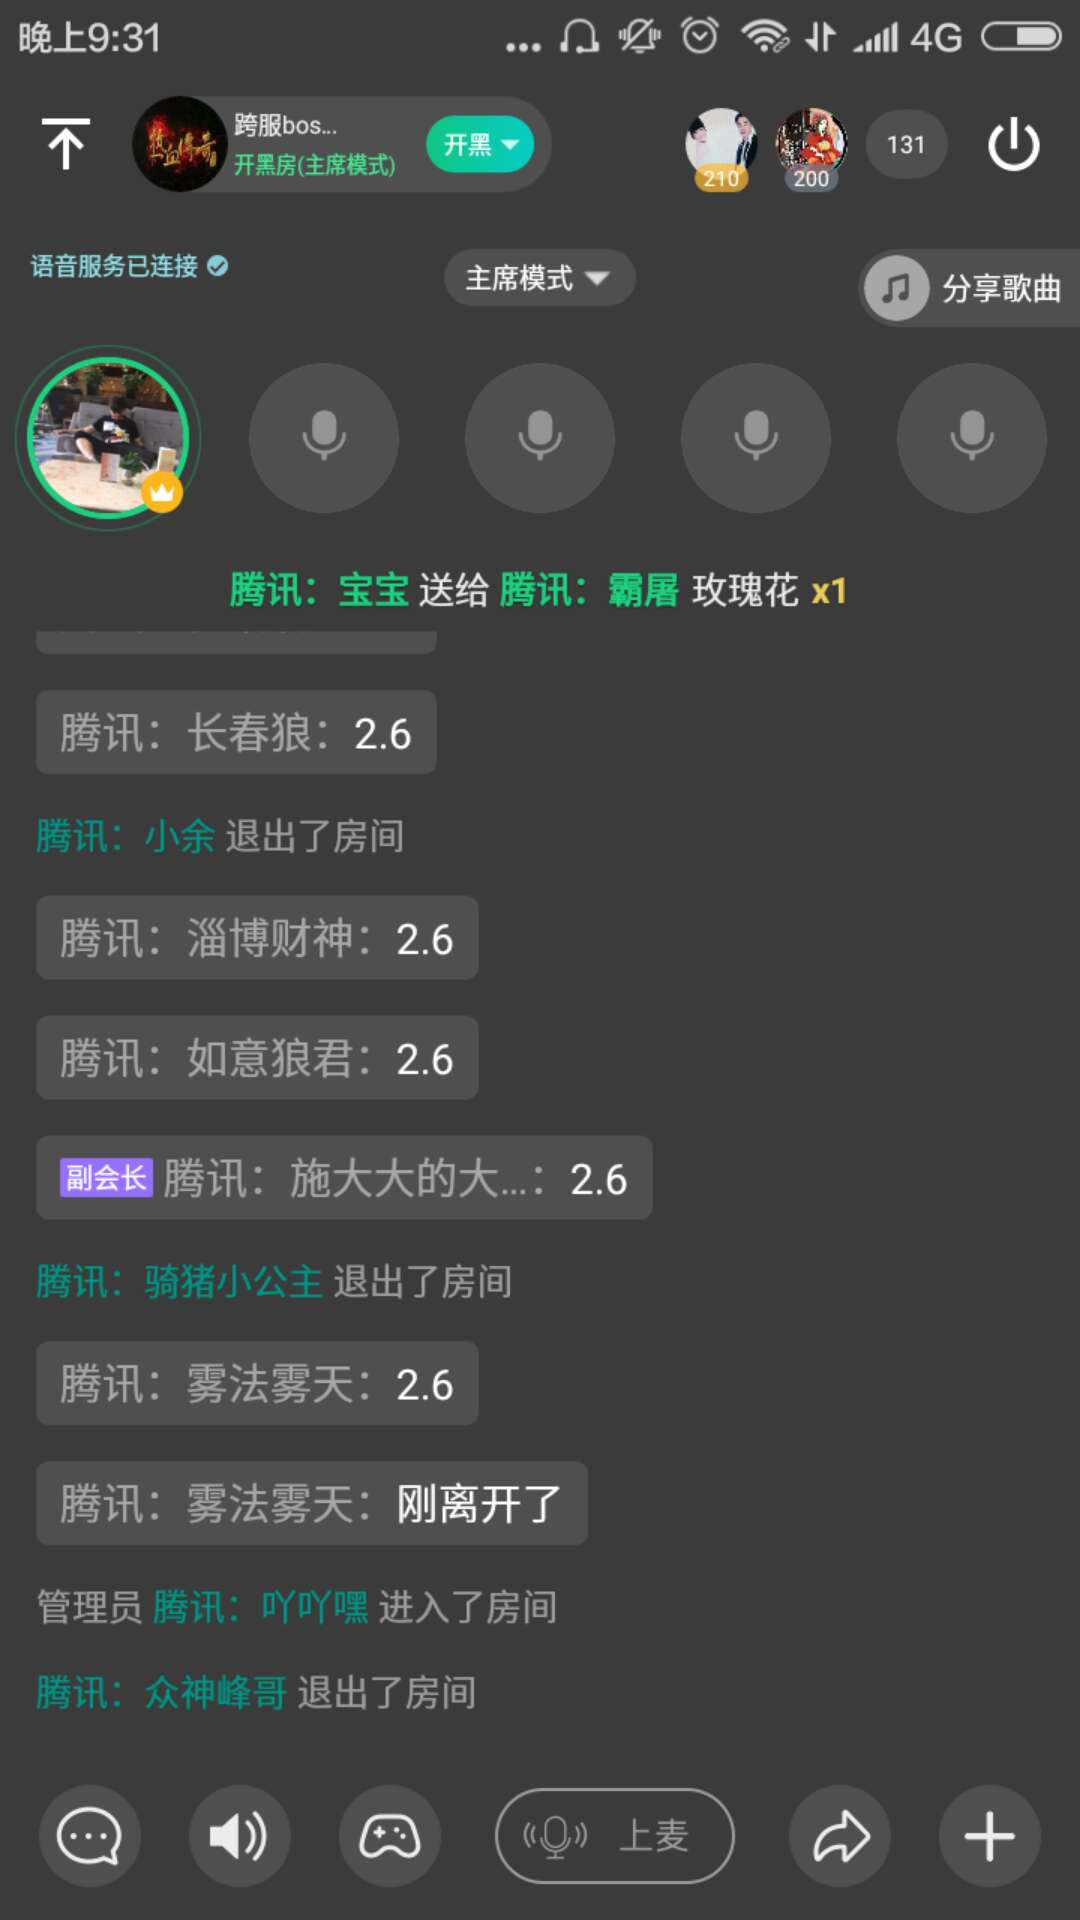 晚上9:31
4G
热血传奇
跨服bos...
开黑房(主席模式)
开黑
210
200
131
语音服务已连接
主席模式
分享歌曲
腾讯：宝宝 送给 腾讯：霸屠 玫瑰花 x1
腾讯：长春狼：2.6
腾讯：小余 退出了房间
腾讯：淄博财神：2.6
腾讯：如意狼君：2.6
副会长 腾讯：施大大的大...：2.6
腾讯：骑猪小公主 退出了房间
腾讯：雾法雾天：2.6
腾讯：雾法雾天：刚离开了
管理员 腾讯：吖吖嘿 进入了房间
腾讯：众神峰哥 退出了房间
上麦